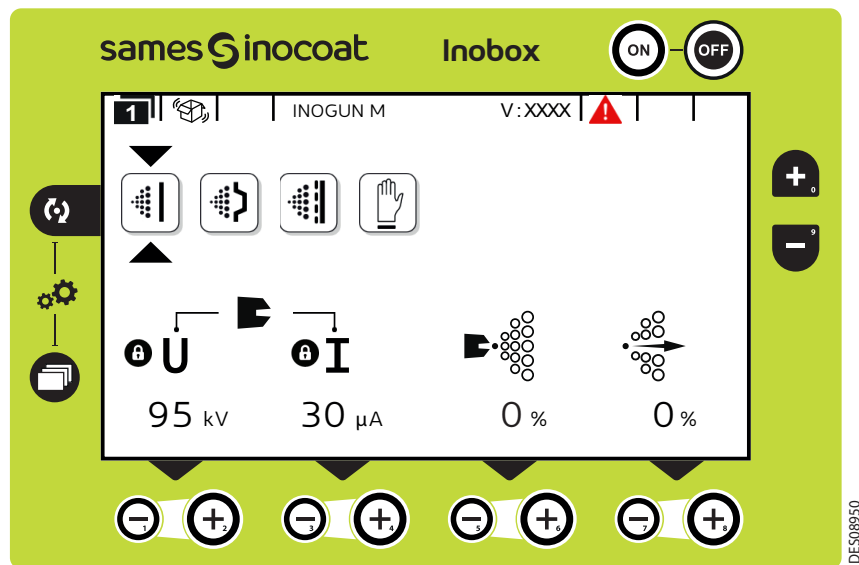 sames inocoat Inobox ON OFF
1 INOGUN M V:XXXX
+ 0
- 9
U I
95 kV 30 µA 0 % 0 %
- 1 + 2 - 3 + 4 - 5 + 6 - 7 + 8
DES08950